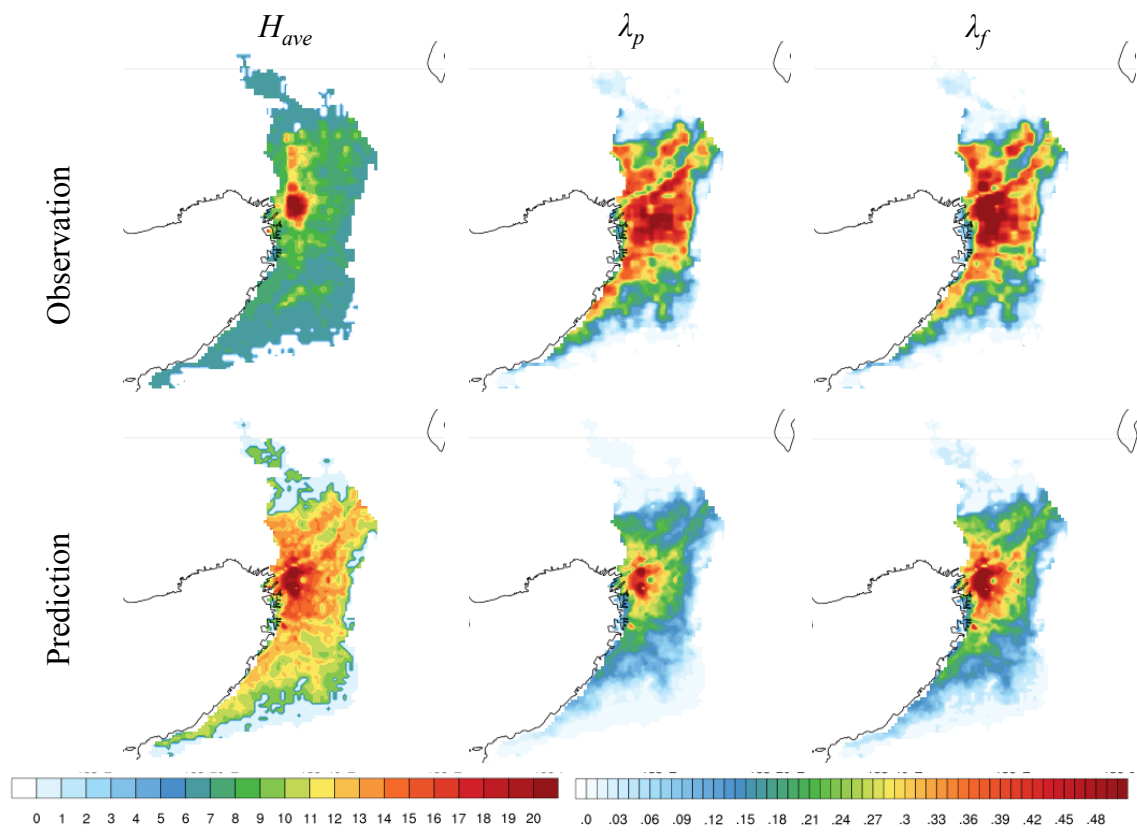 H_ave λ_p λ_f
Observation
Prediction
0 1 2 3 4 5 6 7 8 9 10 11 12 13 14 15 16 17 18 19 20
.0 .03 .06 .09 .12 .15 .18 .21 .24 .27 .3 .33 .36 .39 .42 .45 .48